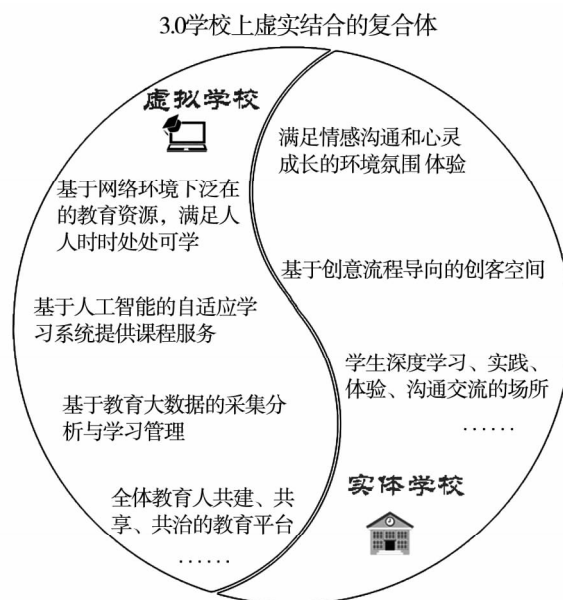 3.0学校上虚实结合的复合体
虚拟学校
基于网络环境下泛在
的教育资源，满足人
人时时处处可学
基于人工智能的自适应学
习系统提供课程服务
基于教育大数据的采集分
析与学习管理
全体教育人共建、共
享、共治的教育平台
······
满足情感沟通和心灵
成长的环境氛围 体验
基于创意流程导向的创客空间
学生深度学习、实践、
体验、沟通交流的场所
······
实体学校